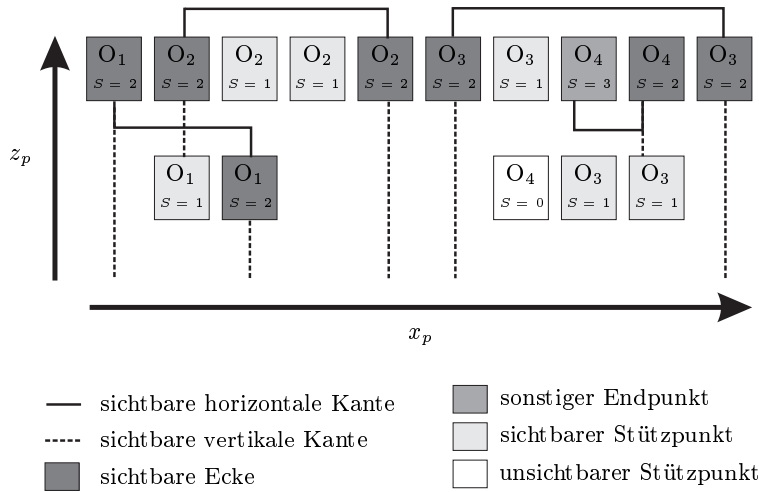 O₁ O₂ O₂ O₂ O₂ O₃ O₃ O₄ O₄ O₃
S = 2 S = 2 S = 1 S = 1 S = 2 S = 2 S = 1 S = 3 S = 2 S = 2
zₚ
O₁ O₁ O₄ O₃ O₃
S = 1 S = 2 S = 0 S = 1 S = 1
xₚ
sichtbare horizontale Kante
sichtbare vertikale Kante
sichtbare Ecke
sonstiger Endpunkt
sichtbarer Stützpunkt
unsichtbarer Stützpunkt